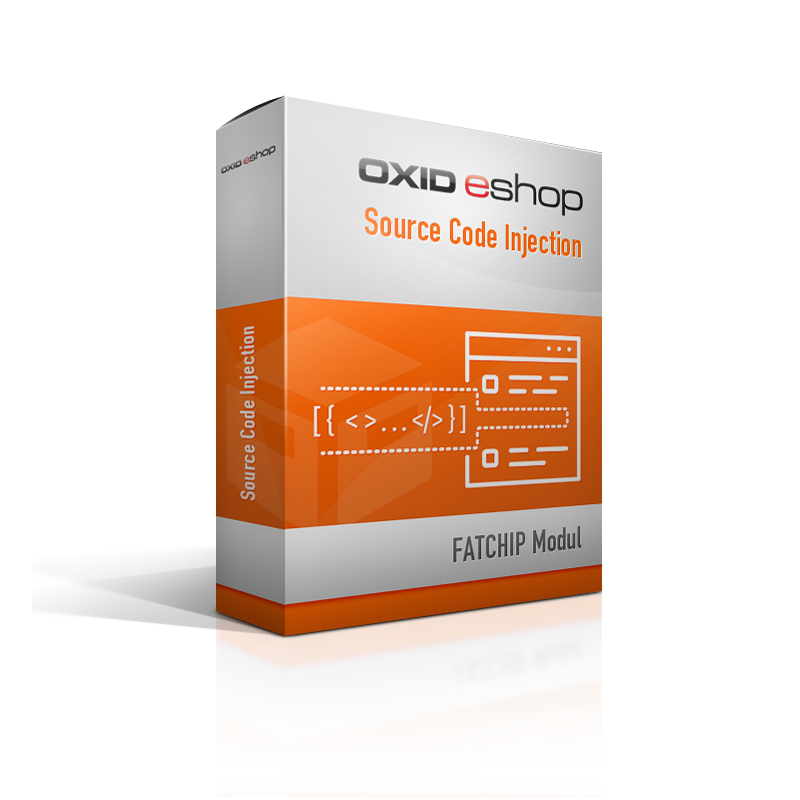 OXID eshop
OXID eshop
Source Code Injection
Source Code Injection
[{<>...</>}]
FATCHIP Modul